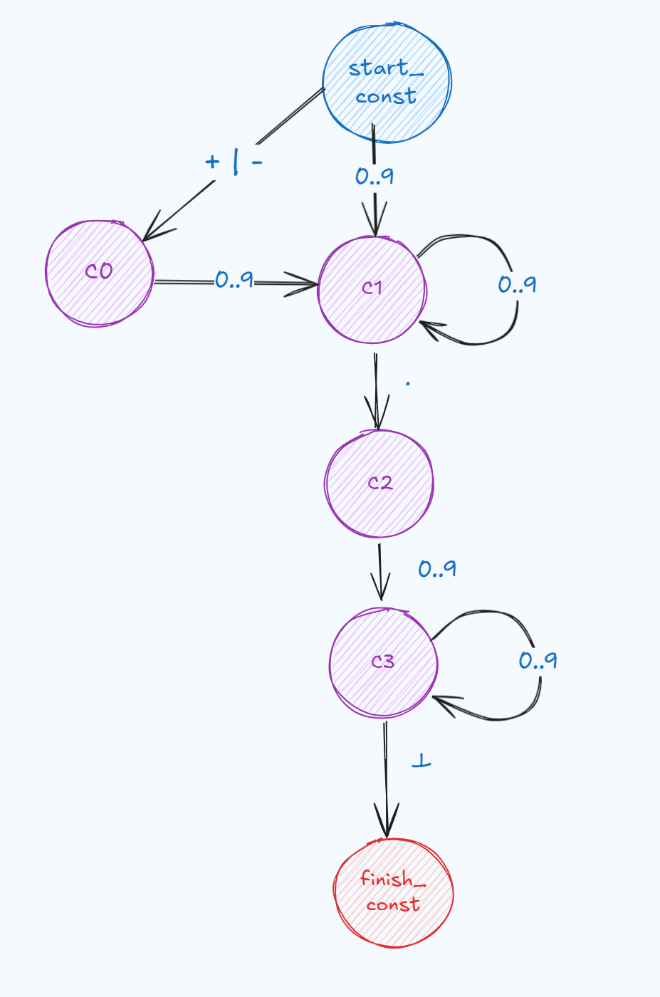 start_
const
+ | -
0..9
c0
0..9
c1
0..9
.
c2
0..9
c3
0..9
⊥
finish_
const